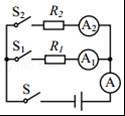 S₂ R₂ A₂
S₁ R₁ A₁
S A